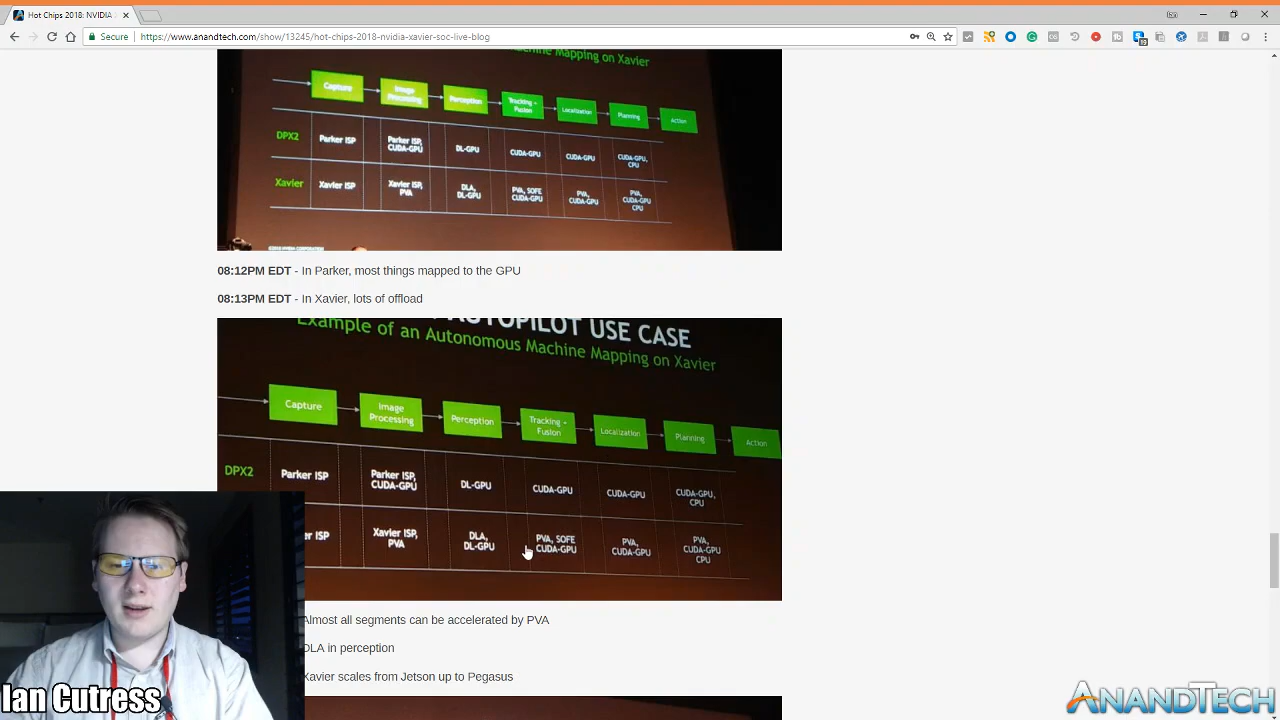 Hot Chips 2018: NVIDIA
Secure
https://www.anandtech.com/show/13245/hot-chips-2018-nvidia-xavier-soc-live-blog
Machine Mapping on Xavier
Capture
Image
Processing
Perception
Tracking +
Fusion
Localization
Planning
Action
DPX2
Parker ISP
Parker ISP,
CUDA-GPU
DL-GPU
CUDA-GPU
CUDA-GPU
CUDA-GPU,
CPU
Xavier
Xavier ISP
Xavier ISP,
PVA
DLA,
DL-GPU
PVA, SOFE
CUDA-GPU
PVA,
CUDA-GPU
PVA,
CUDA-GPU
CPU
08:12PM EDT - In Parker, most things mapped to the GPU
08:13PM EDT - In Xavier, lots of offload
AUTOPILOT USE CASE
Example of an Autonomous Machine Mapping on Xavier
Capture
Image
Processing
Perception
Tracking -
Fusion
Localization
Planning
Action
DPX2
Parker ISP
Parker ISP,
CUDA-GPU
DL-GPU
CUDA-GPU
CUDA-GPU
CUDA-GPU,
CPU
ISP
Xavier ISP,
PVA
DLA,
DL-GPU
PVA, SOFE
CUDA-GPU
PVA,
CUDA-GPU
PVA,
CUDA-GPU
CPU
Almost all segments can be accelerated by PVA
DLA in perception
Xavier scales from Jetson up to Pegasus
Ian Cutress
ANANDTECH